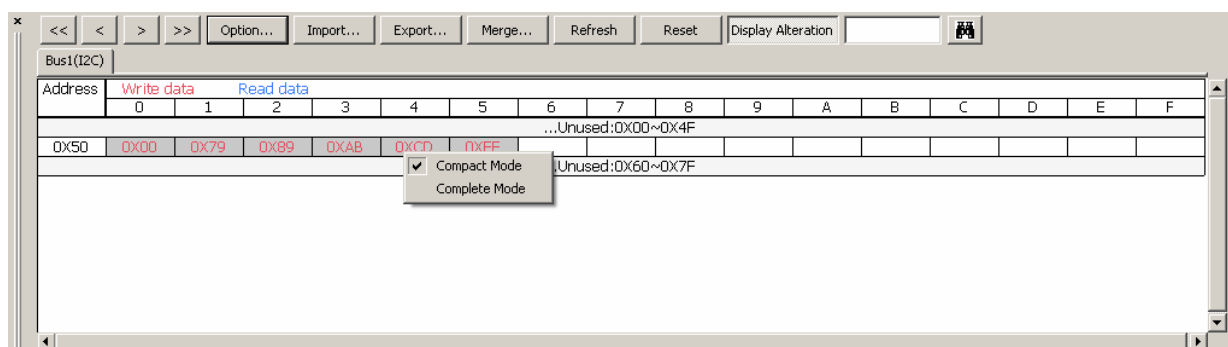 × << < > >> Option... Import... Export... Merge... Refresh Reset Display Alteration
Bus1(I2C)
Address Write data Read data
0 1 2 3 4 5 6 7 8 9 A B C D E F
...Unused:0X00~0X4F
0X50 0X00 0X79 0X89 0XAB 0XCD
...Unused:0X60~0X7F
Compact Mode
Complete Mode